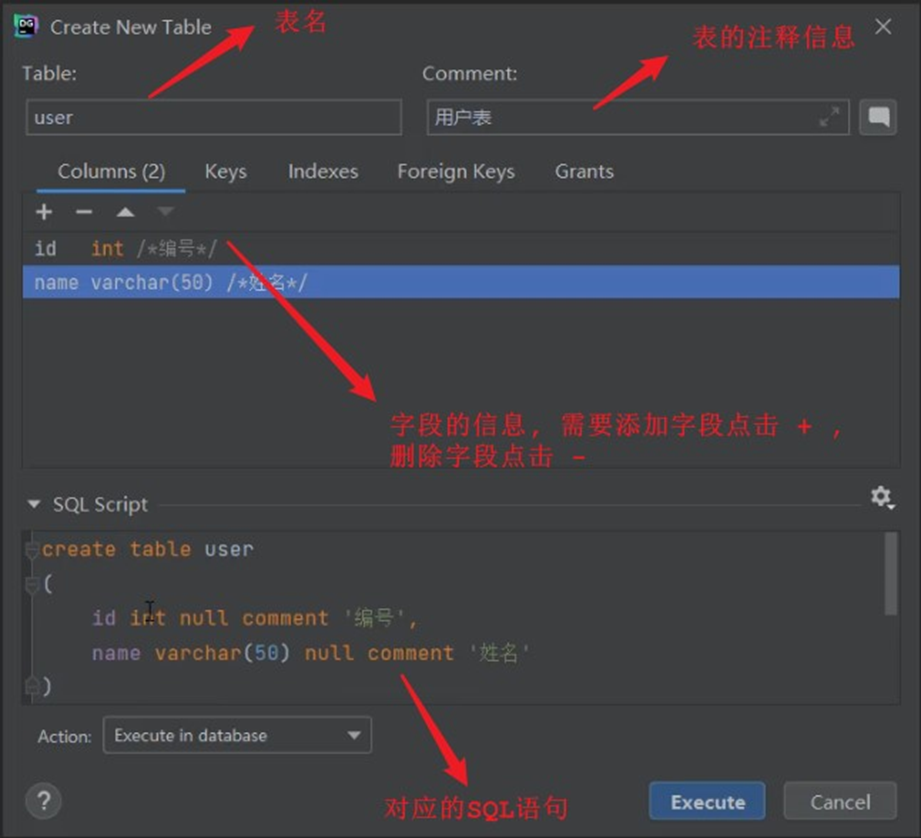 DG
Create New Table
表名
表的注释信息
Table:
Comment:
user
用户表
Columns (2)
Keys
Indexes
Foreign Keys
Grants
id int /*编号*/
name varchar(50) /*姓名*/
字段的信息, 需要添加字段点击 + ,
删除字段点击 -
SQL Script
create table user
(
id int null comment '编号',
name varchar(50) null comment '姓名'
)
Action:
Execute in database
对应的SQL语句
?
Execute
Cancel